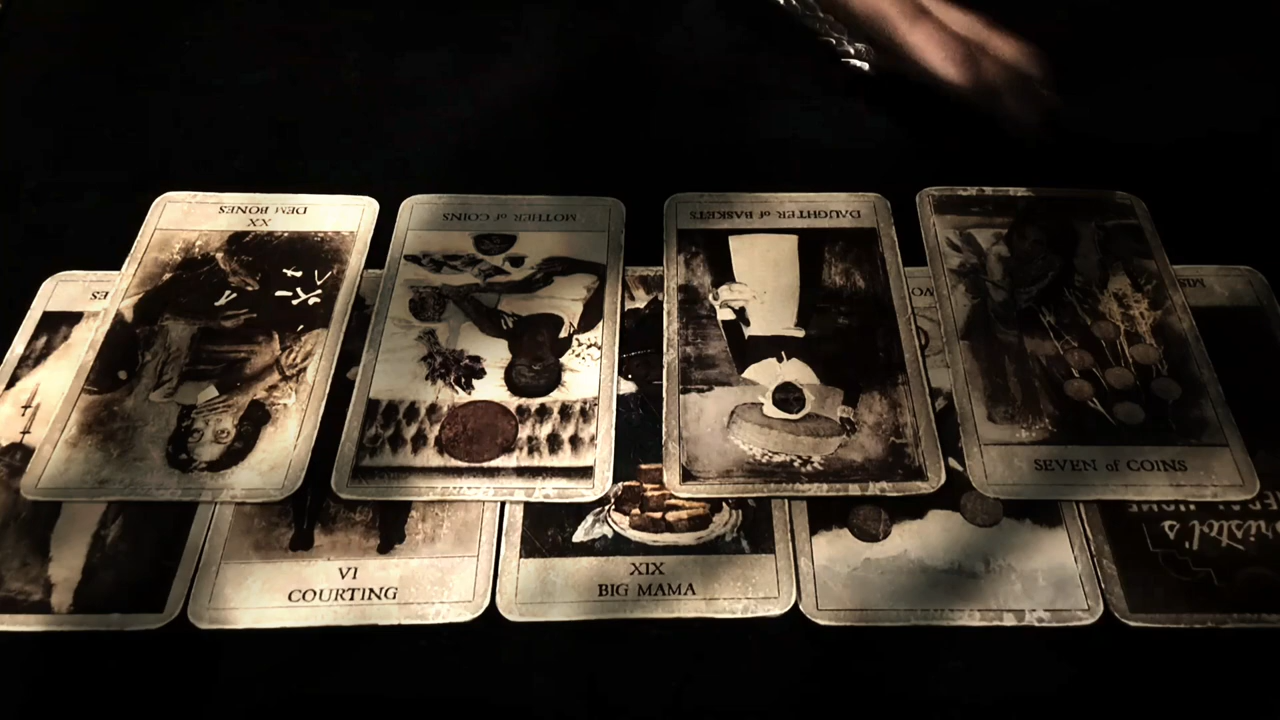 DEM BONES
XX
MOTHER of COINS
DAUGHTER of BASKETS
SEVEN of COINS
VI
COURTING
XIX
BIG MAMA